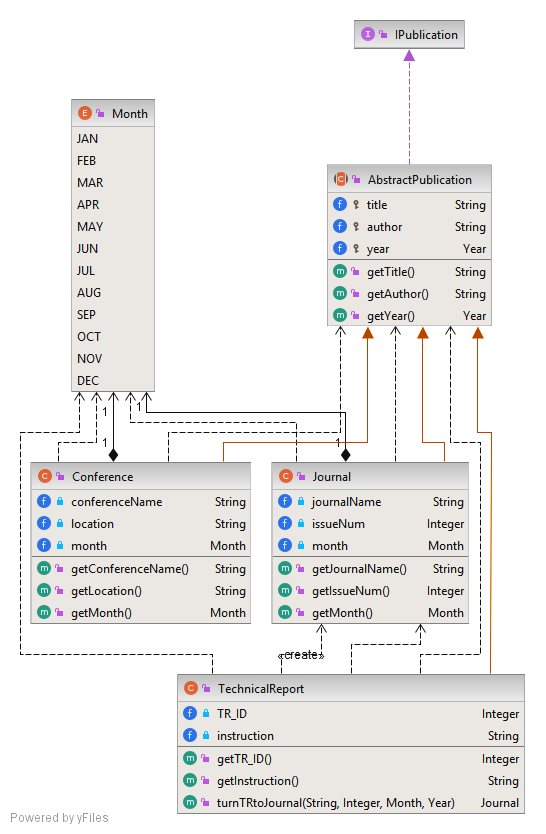 IPublication
Month
JAN
FEB
MAR
APR
MAY
JUN
JUL
AUG
SEP
OCT
NOV
DEC
AbstractPublication
title String
author String
year Year
getTitle() String
getAuthor() String
getYear() Year
1
1
1
1
Conference
conferenceName String
location String
month Month
getConferenceName() String
getLocation() String
getMonth() Month
Journal
journalName String
issueNum Integer
month Month
getJournalName() String
getIssueNum() Integer
getMonth() Month
«create»
TechnicalReport
TR_ID Integer
instruction String
getTR_ID() Integer
getInstruction() String
turnTRtoJournal(String, Integer, Month, Year) Journal
Powered by yFiles